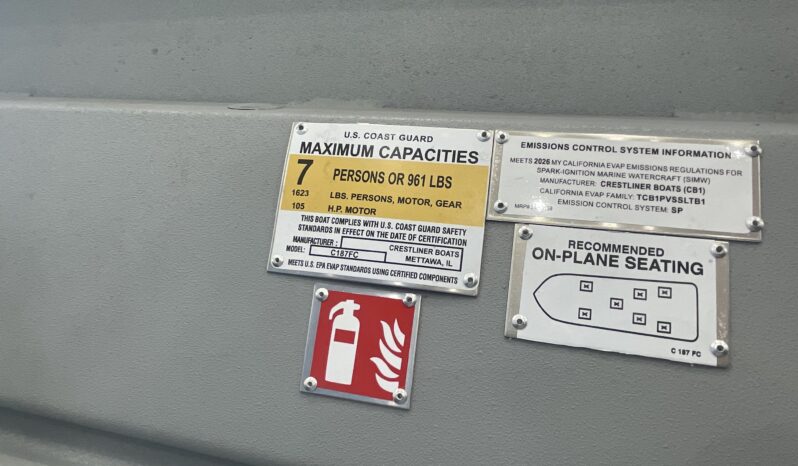 U.S. COAST GUARD
MAXIMUM CAPACITIES
7 PERSONS OR 961 LBS
1623 LBS. PERSONS, MOTOR, GEAR
105 H.P. MOTOR
THIS BOAT COMPLIES WITH U.S. COAST GUARD SAFETY
STANDARDS IN EFFECT ON THE DATE OF CERTIFICATION
MANUFACTURER: CRESTLINER BOATS
MODEL: C187FC METTAWA, IL
MEETS U.S. EPA EVAP STANDARDS USING CERTIFIED COMPONENTS
EMISSIONS CONTROL SYSTEM INFORMATION
MEETS 2026 MY CALIFORNIA EVAP EMISSIONS REGULATIONS FOR
SPARK-IGNITION MARINE WATERCRAFT (SIMW)
MANUFACTURER: CRESTLINER BOATS (CB1)
CALIFORNIA EVAP FAMILY: TCB1PVSSLTB1
EMISSION CONTROL SYSTEM: SP
RECOMMENDED
ON-PLANE SEATING
C 187 FC